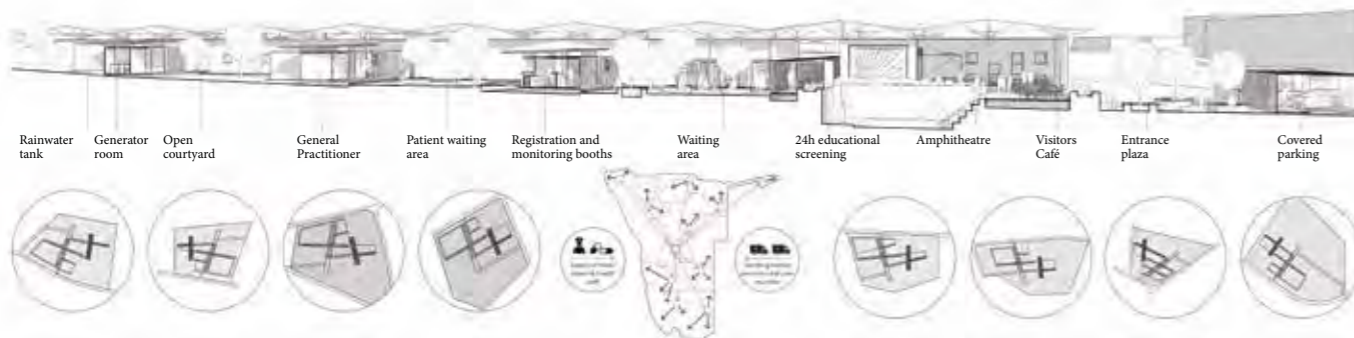 Rainwater
tank
Generator
room
Open
courtyard
General
Practitioner
Patient waiting
area
Registration and
monitoring booths
Waiting
area
24h educational
screening
Amphitheatre
Visitors
Café
Entrance
plaza
Covered
parking